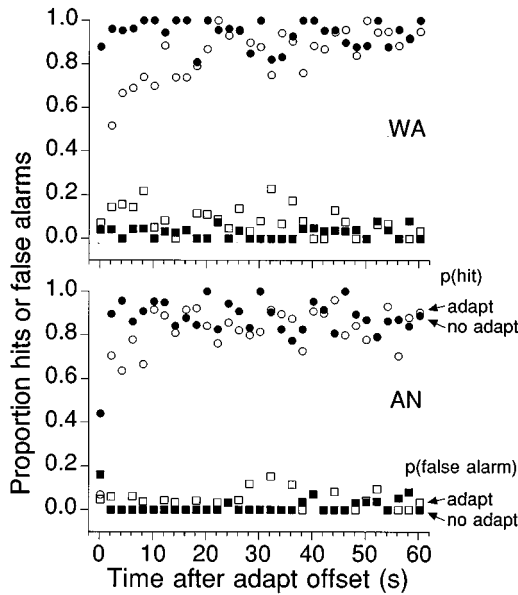 Proportion hits or false alarms
1.0
0.8
0.6
0.4
0.2
0.0
WA
p(hit)
1.0
adapt
no adapt
0.8
0.6
AN
0.4
p(false alarm)
0.2
adapt
0.0
no adapt
0 10 20 30 40 50 60
Time after adapt offset (s)